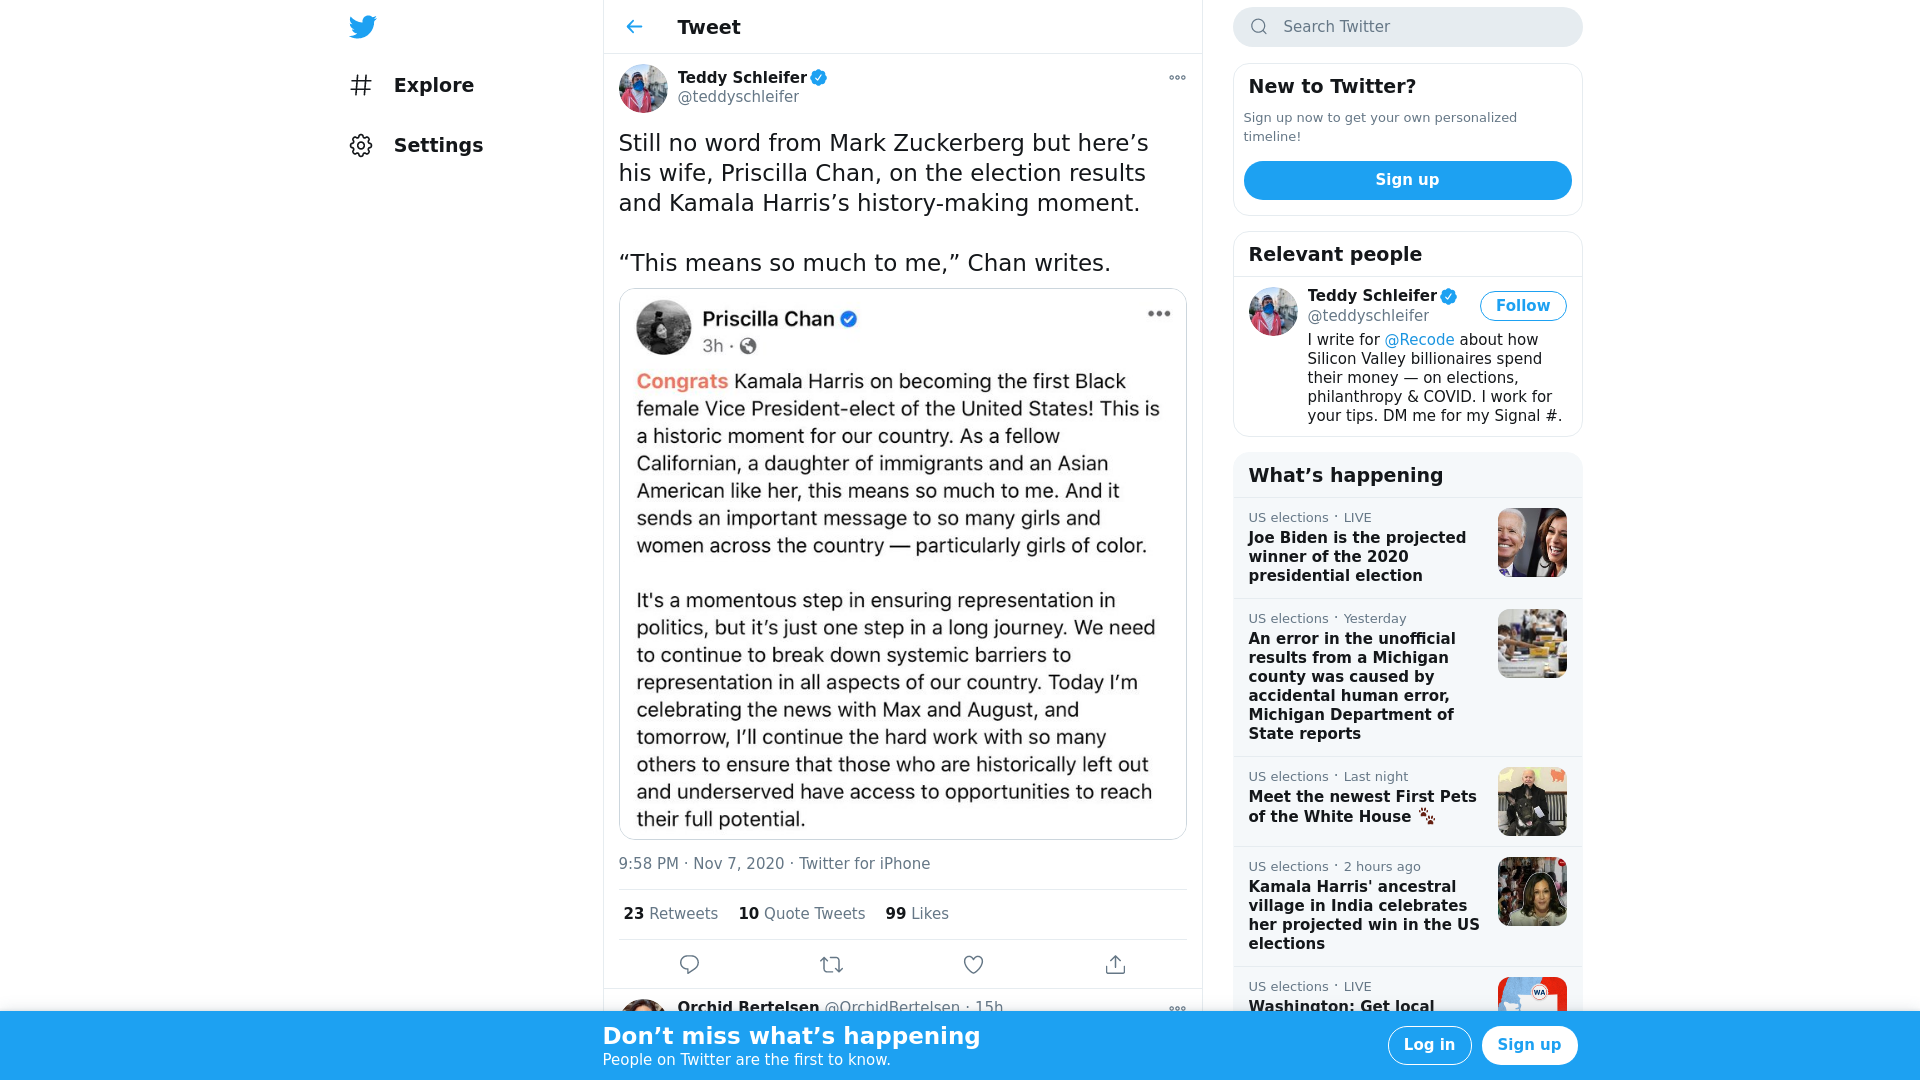 Explore
Settings
Tweet
Teddy Schleifer
@teddyschleifer
Still no word from Mark Zuckerberg but here’s
his wife, Priscilla Chan, on the election results
and Kamala Harris’s history-making moment.
“This means so much to me,” Chan writes.
Priscilla Chan
3h ·
Congrats Kamala Harris on becoming the first Black
female Vice President-elect of the United States! This is
a historic moment for our country. As a fellow
Californian, a daughter of immigrants and an Asian
American like her, this means so much to me. And it
sends an important message to so many girls and
women across the country — particularly girls of color.
It's a momentous step in ensuring representation in
politics, but it’s just one step in a long journey. We need
to continue to break down systemic barriers to
representation in all aspects of our country. Today I’m
celebrating the news with Max and August, and
tomorrow, I’ll continue the hard work with so many
others to ensure that those who are historically left out
and underserved have access to opportunities to reach
their full potential.
9:58 PM · Nov 7, 2020 · Twitter for iPhone
23 Retweets 10 Quote Tweets 99 Likes
Orchid Bertelsen @OrchidBertelsen · 15h
Search Twitter
New to Twitter?
Sign up now to get your own personalized
timeline!
Sign up
Relevant people
Teddy Schleifer
@teddyschleifer
Follow
I write for @Recode about how
Silicon Valley billionaires spend
their money — on elections,
philanthropy & COVID. I work for
your tips. DM me for my Signal #.
What’s happening
US elections · LIVE
Joe Biden is the projected
winner of the 2020
presidential election
US elections · Yesterday
An error in the unofficial
results from a Michigan
county was caused by
accidental human error,
Michigan Department of
State reports
US elections · Last night
Meet the newest First Pets
of the White House 🐾
US elections · 2 hours ago
Kamala Harris' ancestral
village in India celebrates
her projected win in the US
elections
US elections · LIVE
Washington: Get local
WA
Don’t miss what’s happening
People on Twitter are the first to know.
Log in
Sign up